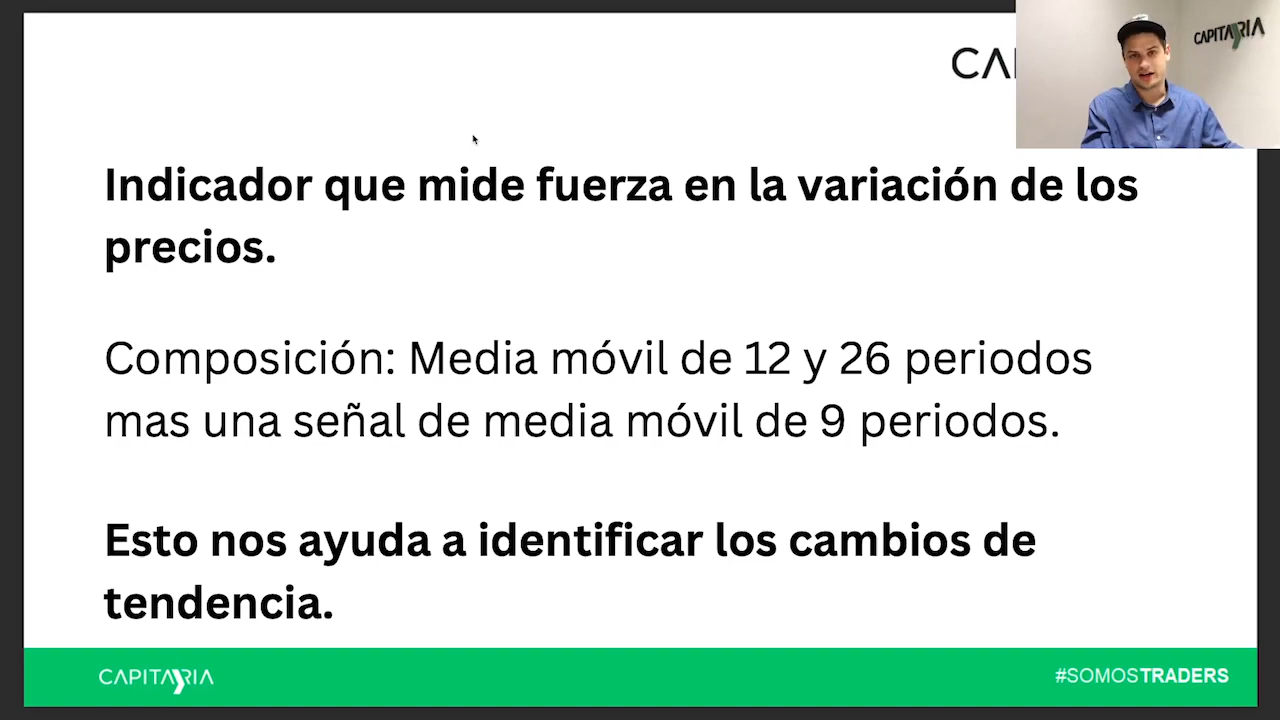 CAPITARIA
CA
Indicador que mide fuerza en la variación de los
precios.
Composición: Media móvil de 12 y 26 periodos
mas una señal de media móvil de 9 periodos.
Esto nos ayuda a identificar los cambios de
tendencia.
CAPITARIA
#SOMOSTRADERS